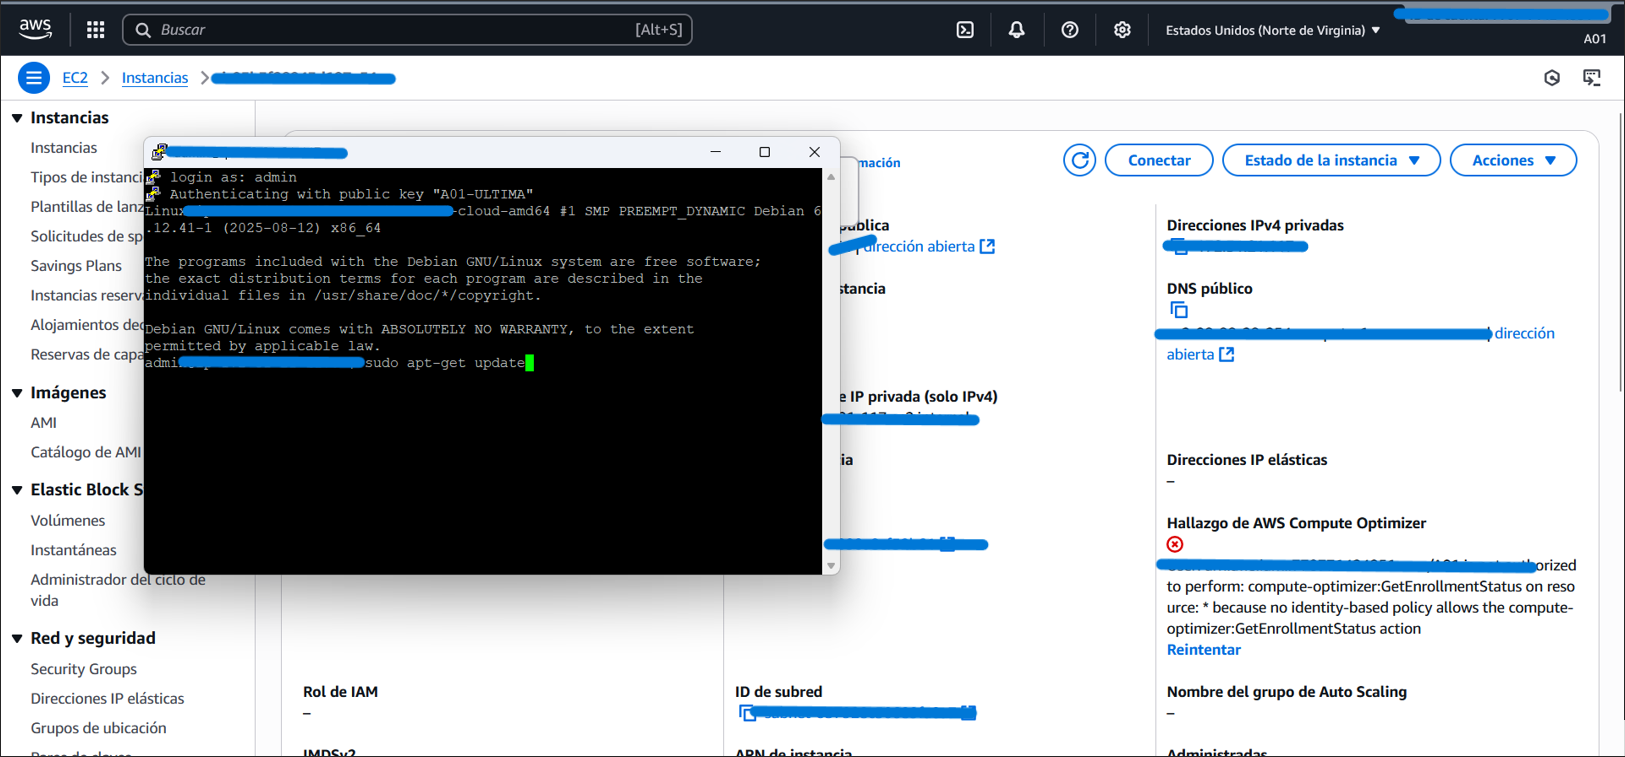 aws
Buscar
[Alt+S]
Estados Unidos (Norte de Virginia)
A01
EC2
Instancias
Instancias
Instancias
Tipos de instanci
Plantillas de lanz
Solicitudes de sp
Savings Plans
Instancias reserv
Alojamientos de
Reservas de capa
Imágenes
AMI
Catálogo de AMI
Elastic Block S
Volúmenes
Instantáneas
Administrador del ciclo de
vida
Red y seguridad
Security Groups
Direcciones IP elásticas
Grupos de ubicación
login as: admin
Authenticating with public key "A01-ULTIMA"
Linux -cloud-amd64 #1 SMP PREEMPT_DYNAMIC Debian 6
.12.41-1 (2025-08-12) x86_64
The programs included with the Debian GNU/Linux system are free software;
the exact distribution terms for each program are described in the
individual files in /usr/share/doc/*/copyright.
Debian GNU/Linux comes with ABSOLUTELY NO WARRANTY, to the extent
permitted by applicable law.
admin sudo apt-get update
mación
Conectar
Estado de la instancia
Acciones
pública
dirección abierta
stancia
e IP privada (solo IPv4)
ia
Direcciones IPv4 privadas
DNS público
dirección
abierta
Direcciones IP elásticas
–
Hallazgo de AWS Compute Optimizer
authorized
to perform: compute-optimizer:GetEnrollmentStatus on reso
urce: * because no identity-based policy allows the compute-
optimizer:GetEnrollmentStatus action
Reintentar
Rol de IAM
–
ID de subred
Nombre del grupo de Auto Scaling
–
IMDSv2
ARN de instancia
Administradas